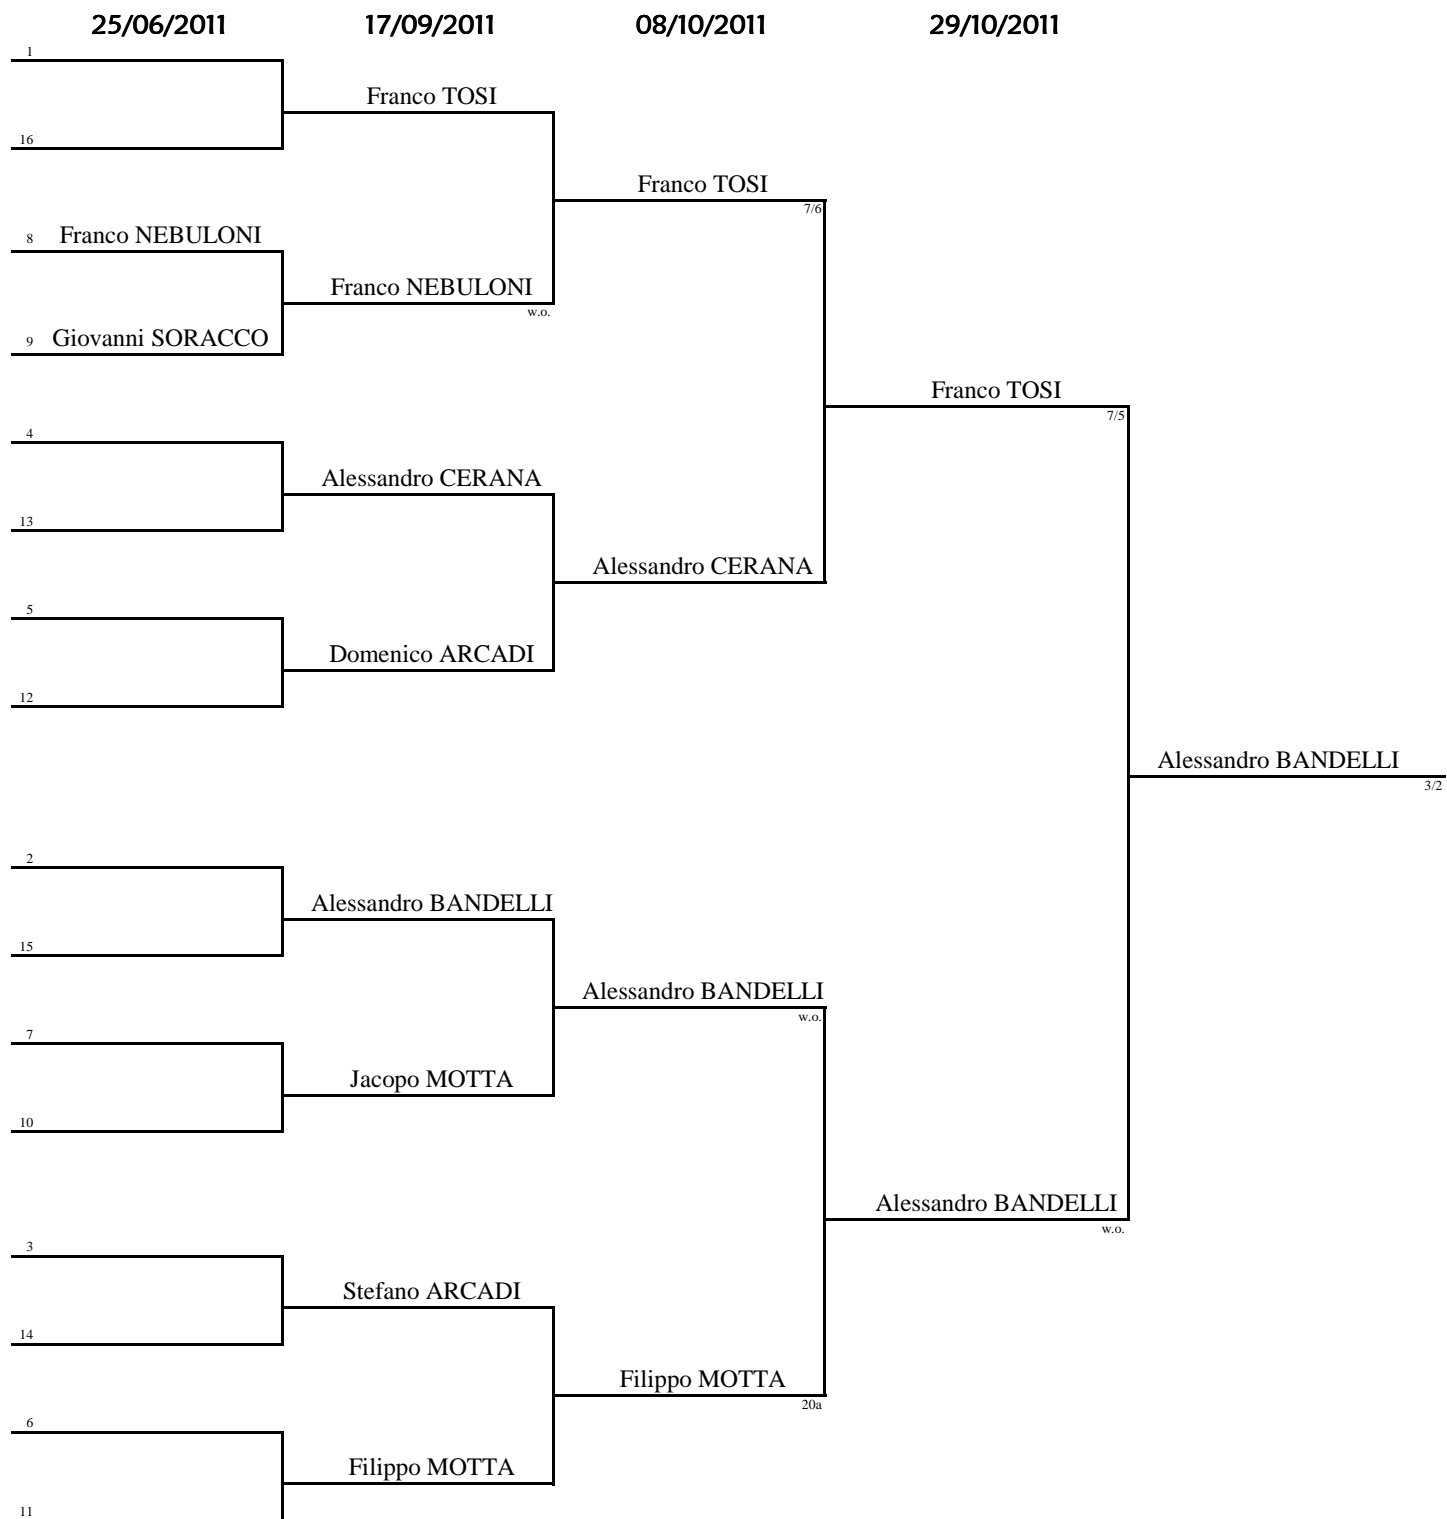 25/06/2011 17/09/2011 08/10/2011 29/10/2011
1
Franco TOSI
16
Franco TOSI
7/6
8 Franco NEBULONI
Franco NEBULONI
w.o.
9 Giovanni SORACCO
Franco TOSI
7/5
4
Alessandro CERANA
13
Alessandro CERANA
5
Domenico ARCADI
12
Alessandro BANDELLI
3/2
2
Alessandro BANDELLI
15
Alessandro BANDELLI
w.o.
7
Jacopo MOTTA
10
Alessandro BANDELLI
w.o.
3
Stefano ARCADI
14
Filippo MOTTA
20a
6
Filippo MOTTA
11